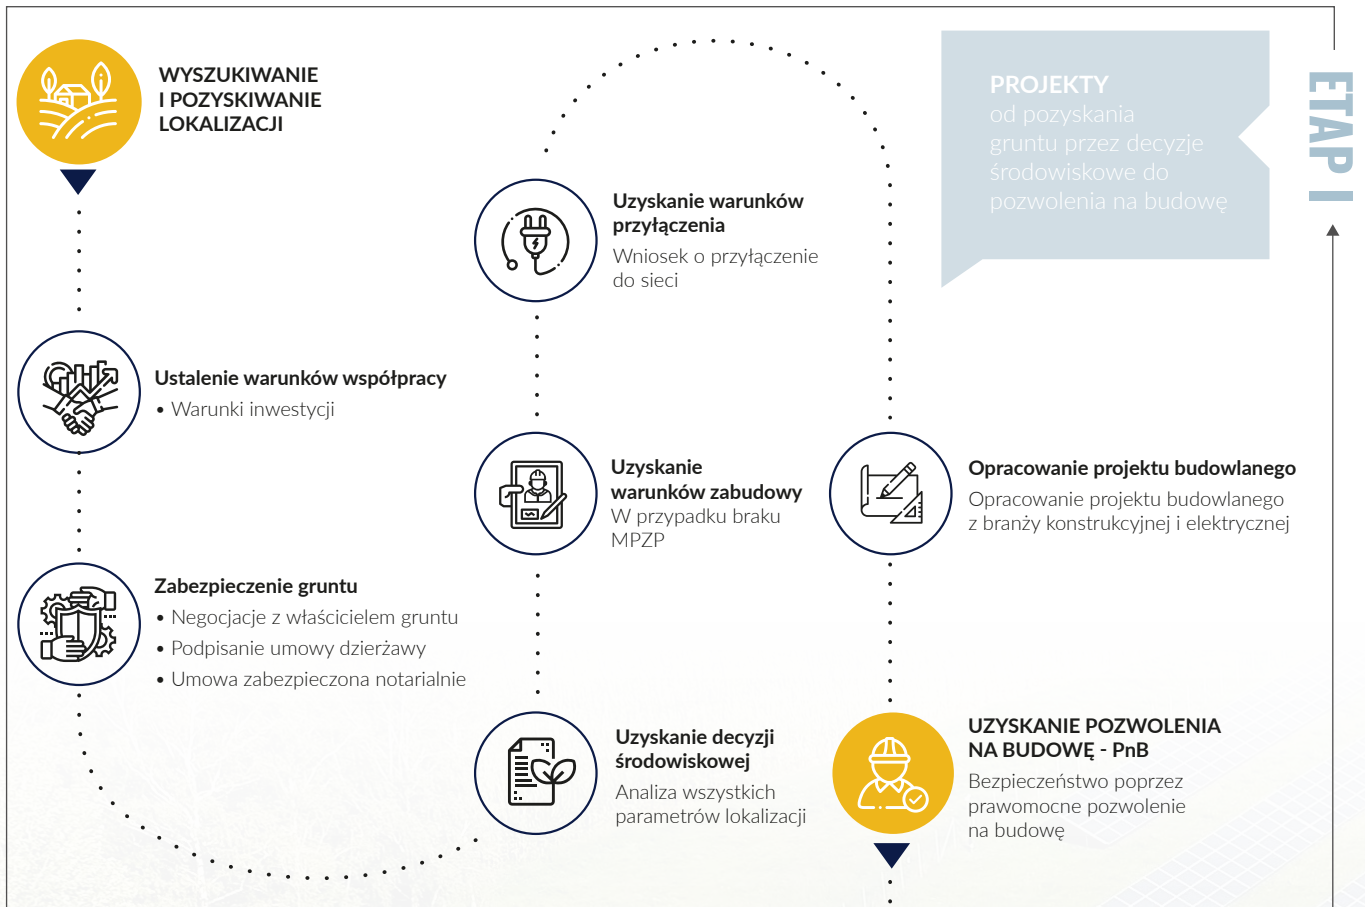 WYSZUKIWANIE
I POZYSKIWANIE
LOKALIZACJI
Ustalenie warunków współpracy
• Warunki inwestycji
Zabezpieczenie gruntu
• Negocjacje z właścicielem gruntu
• Podpisanie umowy dzierżawy
• Umowa zabezpieczona notarialnie
Uzyskanie decyzji
środowiskowej
Analiza wszystkich
parametrów lokalizacji
Uzyskanie
warunków zabudowy
W przypadku braku
MPZP
Uzyskanie warunków
przyłączenia
Wniosek o przyłączenie
do sieci
Opracowanie projektu budowlanego
Opracowanie projektu budowlanego
z branży konstrukcyjnej i elektrycznej
UZYSKANIE POZWOLENIA
NA BUDOWĘ - PnB
Bezpieczeństwo poprzez
prawomocne pozwolenie
na budowę
PROJEKTY
od pozyskania
gruntu przez decyzje
środowiskowe do
pozwolenia na budowę
ETAP I